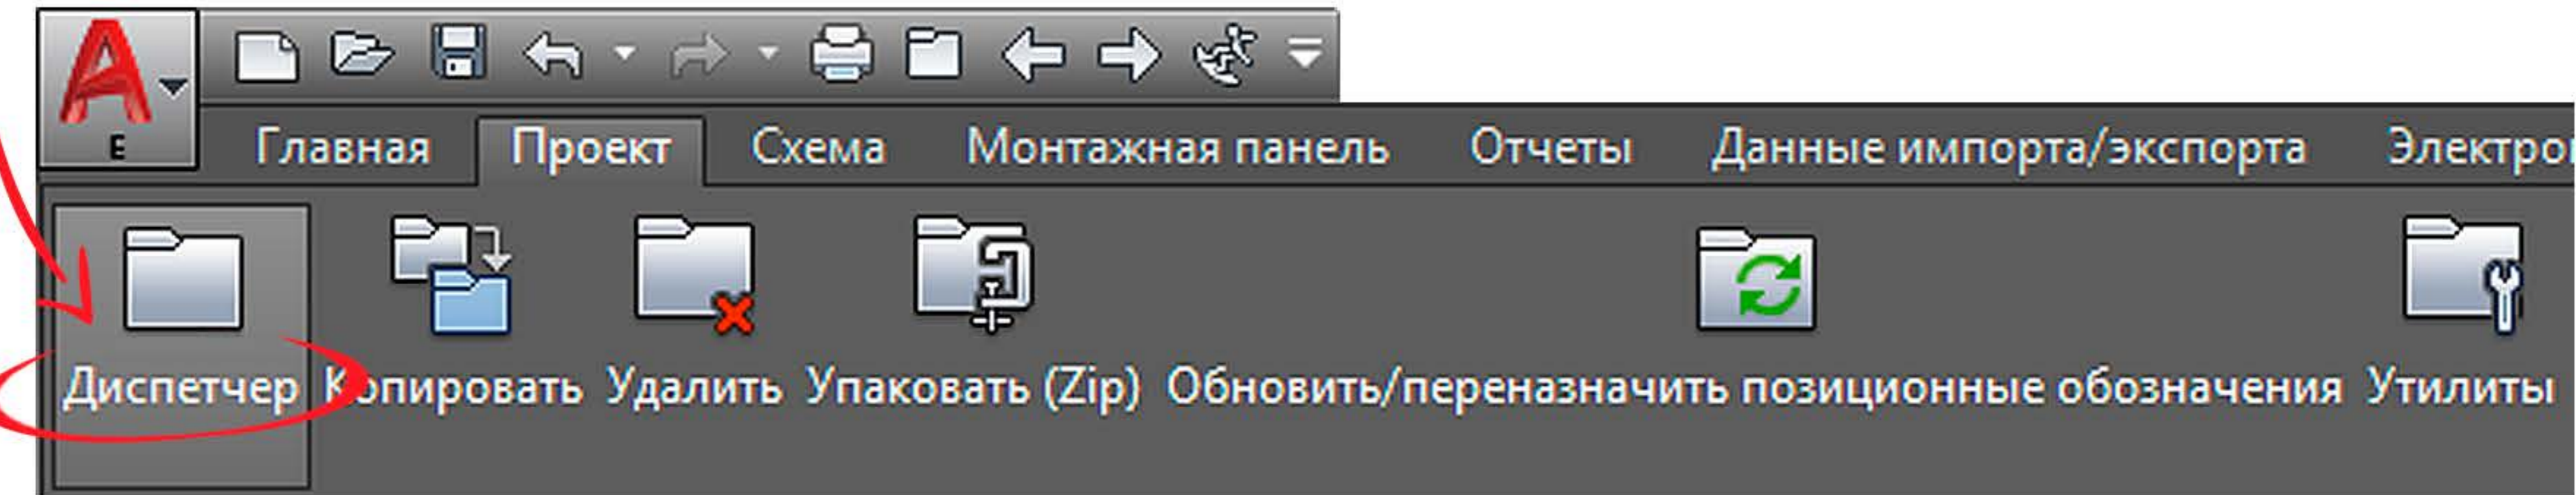 E
Главная Проект Схема Монтажная панель Отчеты Данные импорта/экспорта
Диспетчер Копировать Удалить Упаковать (Zip) Обновить/переназначить позиционные обозначения Утилиты